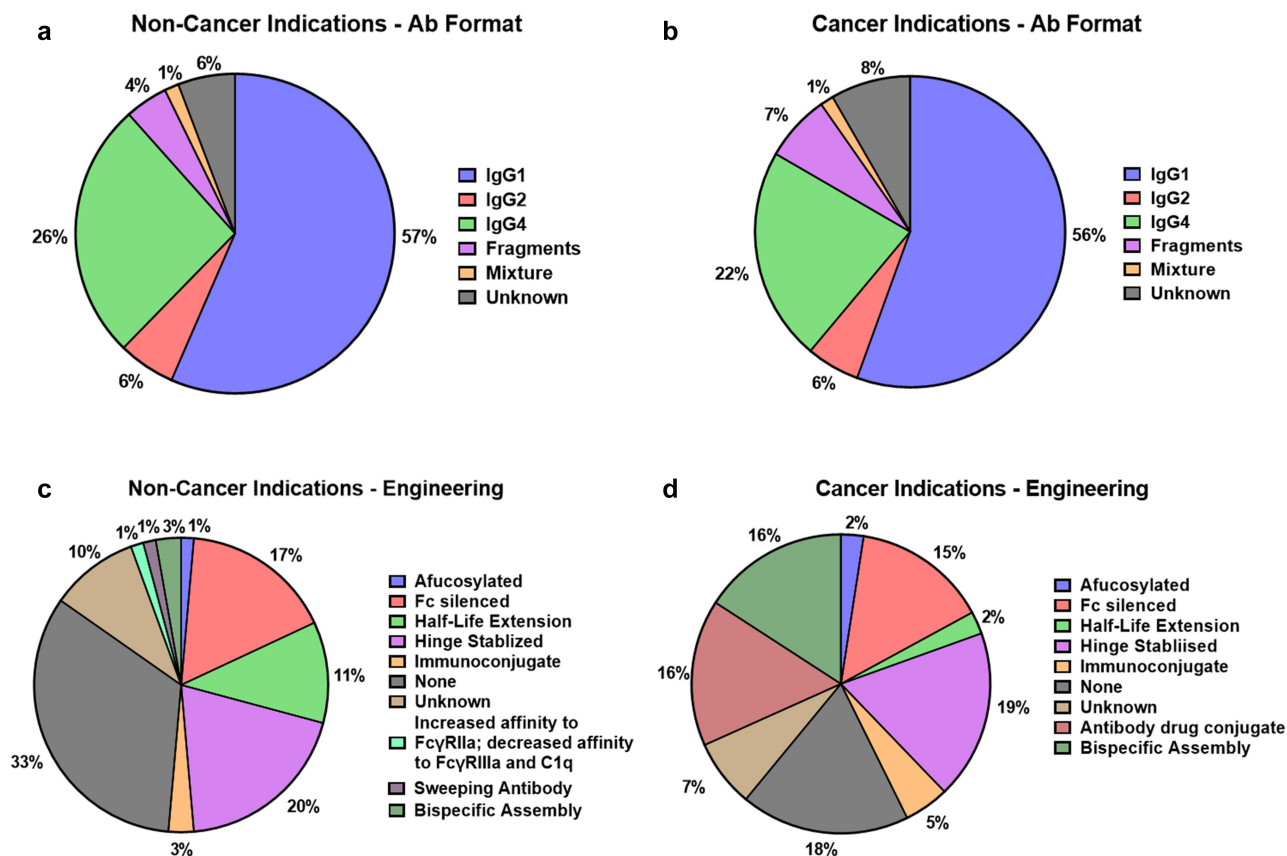 a
Non-Cancer Indications - Ab Format
6%
1%
4%
26%
57%
6%
IgG1
IgG2
IgG4
Fragments
Mixture
Unknown
b
Cancer Indications - Ab Format
8%
1%
7%
22%
56%
6%
IgG1
IgG2
IgG4
Fragments
Mixture
Unknown
c
Non-Cancer Indications - Engineering
1% 1% 3% 1%
10%
17%
11%
33%
20%
3%
Afucosylated
Fc silenced
Half-Life Extension
Hinge Stablized
Immunoconjugate
None
Unknown
Increased affinity to
FcγRIIa; decreased affinity
to FcγRIIIa and C1q
Sweeping Antibody
Bispecific Assembly
d
Cancer Indications - Engineering
2%
16%
15%
2%
16%
19%
7%
5%
18%
Afucosylated
Fc silenced
Half-Life Extension
Hinge Stabliised
Immunoconjugate
None
Unknown
Antibody drug conjugate
Bispecific Assembly